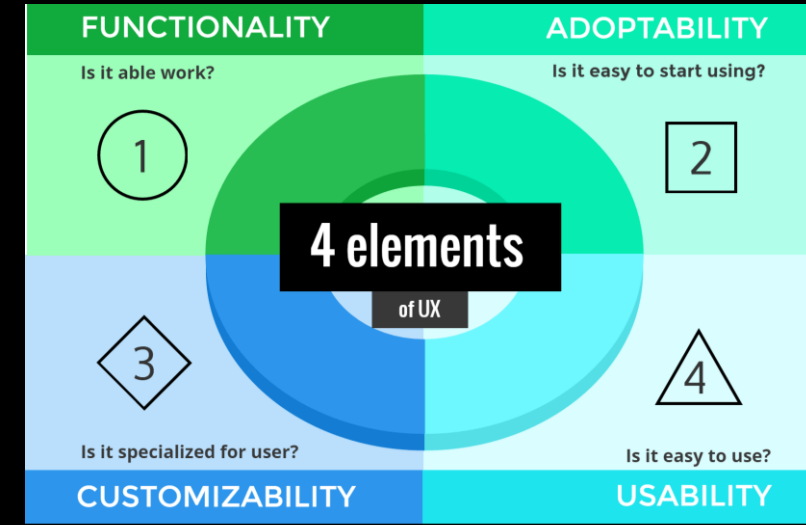 FUNCTIONALITY
Is it able work?
1
ADOPTABILITY
Is it easy to start using?
2
4 elements
of UX
3
Is it specialized for user?
CUSTOMIZABILITY
4
Is it easy to use?
USABILITY